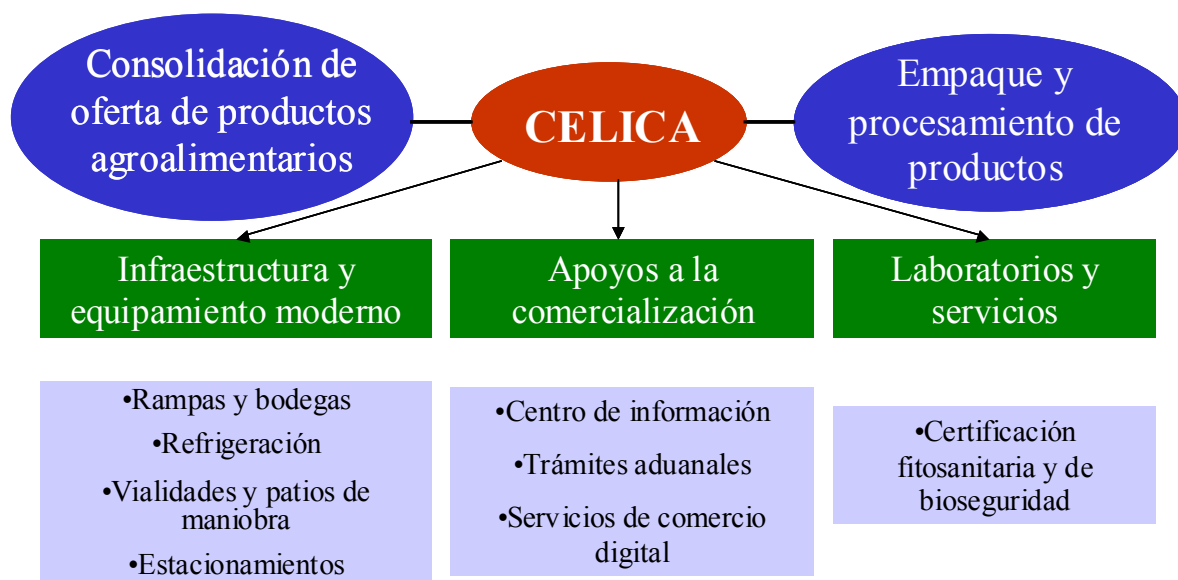 Consolidación de
oferta de productos
agroalimentarios
CELICA
Empaque y
procesamiento de
productos
Infraestructura y
equipamiento moderno
Apoyos a la
comercialización
Laboratorios y
servicios
•Rampas y bodegas
•Refrigeración
•Vialidades y patios de
maniobra
•Estacionamientos
•Centro de información
•Trámites aduanales
•Servicios de comercio
digital
•Certificación
fitosanitaria y de
bioseguridad